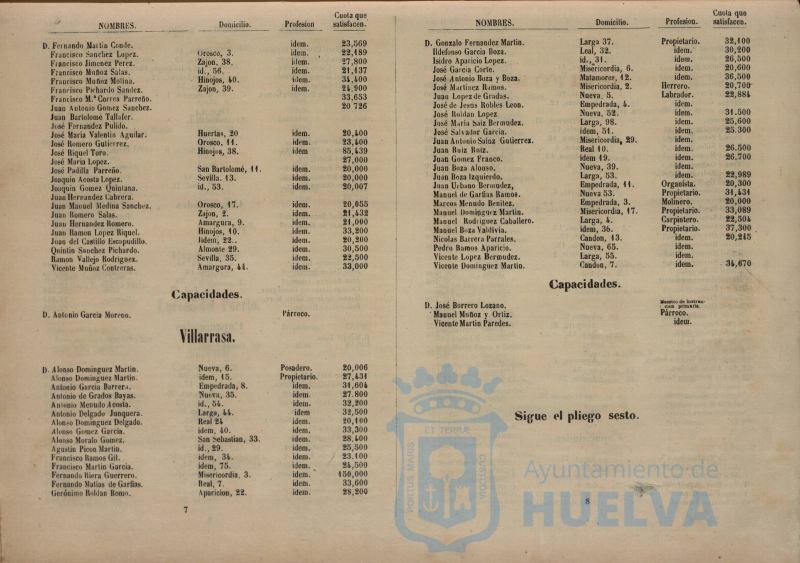 NOMBRES. Domicilio. Profesion Cuota que satisfacen.
D. Fernando Martin Conde. idem. 23,569
Francisco Sanchez Lopez. Orosco, 3. idem. 22,189
Francisco Jimenez Perez. Zajon, 38. idem. 27,800
Francisco Muñoz Salas. id., 56. idem. 21,137
Francisco Muñoz Molina. Hinojos, 40. idem. 34,400
Francisco Pichardo Sandez. Zajon, 39. idem. 24,900
Francisco M.ª Correa Parreño. 33,653
Juan Antonio Gomez Sanchez. 20 726
Juan Bartolomé Tallafer.
José Fernandez Pulido.
José Maria Valentin Aguilar. Huertas, 20 idem. 20,400
José Romero Gutierrez. Orosco, 11. idem. 23,400
José Riquel Toro. Hinojos, 38. idem 85,439
José Maria Lopez. 27,000
José Padilla Parreño. San Bartolomé, 11. idem. 20,000
Joaquin Acosta Lopez. Sevilla. 13. idem. 20,000
Joaquin Gomez Quintana. id., 53. idem. 20,007
Juan Hernandez Cabrera.
Juan Manuel Medina Sanchez. Orosco, 17. idem. 20,055
Juan Romero Salas. Zajon, 2. idem. 21,432
Juan Hernandez Romero. Amargura, 9. idem. 21,000
Juan Ramon Lopez Riquel. Hinojos, 10. idem. 33,200
Juan del Castillo Escapudillo. Iidem, 22.. idem. 20,200
Quintin Sanchez Pichardo. Almonte 29. idem. 30,500
Ramon Vallejo Rodriguez. Sevilla, 35. idem. 22,500
Vicente Muñoz Contreras. Amargura, 44. idem. 33,000
Capacidades.
D. Antonio Garcia Moreno. Párroco.
Villarrasa.
D. Alonso Dominguez Martin. Nueva, 6. Posadero. 20,006
Alonso Dominguez Martin. idem, 15. Propietario. 27,431
Antonio Garcia Barrera. Empedrada, 8. idem. 31,604
Antonio de Grados Bayas. Nueva, 35. idem. 27.800
Antonio Menudo Acosta. id., 54. idem. 32,200
Antonio Delgado Junquera. Larga, 44. idem 32,500
Alonso Dominguez Delgado. Real 24 idem. 20,100
Alonso Gomez Garcia. idem, 40. idem. 33,300
Alonso Moralo Gomez. San Sebastian, 33. idem. 28,400
Agustin Picon Martin. id., 29. idem. 25,500
Francisco Ramos Gil. idem, 34. idem. 23.100
Francisco Martin Garcia. idem, 75. idem. 24,500
Fernando Riera Guerrero. Misericordia, 3. idem. 150,000
Fernando Matias de Garfias. Real, 7. idem. 33,600
Gerónimo Roldan Romo. Aparicion, 22. idem. 28,200
7
NOMBRES. Domicilio. Profesion. Cuota que satisfacen.
D. Gonzalo Fernandez Martin. Larga 37. Propietario. 32,100
Ildefonso Garcia Boza. Leal, 32. idem. 30,200
Isidro Aparicio Lopez. id., 31. idem. 26,500
José Garcia Corte. Misericordia, 6. idem. 20,600
José Antonio Boza y Boza. Matamoros, 12. idem. 36,500
José Martinez Ramos. Misericordia, 2. Herrero. 20,700
Juan Lopez de Gradas. Nueva, 5. Labrador. 22,884
José de Jesus Robles Leon. Empedrada, 4. idem.
José Roldan Lopez Nueva, 52. idem. 31.500
José Maria Saiz Bermudez. Larga, 98. idem. 25,600
José Salvador Garcia. idem, 51. idem. 25 300
Juan Antonio Sainz Gutierrez. Misericordia, 29. idem.
Juan Ruiz Ruiz. Real 10. idem. 26.500
Juan Gomez Franco. idem 19. idem. 26,700
Juan Boza Alonso. Nueva, 39. idem.
Juan Boza Izquierdo. Larga, 53. idem. 22,989
Juan Urbano Bermudez, Empedrada, 11. Organista. 20,300
Manuel de Garfias Ramos. Nueva 53. Propietario. 31,431
Marcos Menudo Benitez. Empedrada, 3. Molinero. 20,000
Manuel Dominguez Martin. Misericordia, 17. Propietario. 33,089
Manuel Rodriguez Caballero. Larga, 4. Carpintero. 22,504
Manuel Boza Valdivia. idem, 36. Propietario. 37,300
Nicolas Barrera Parrales. Candon, 13. idem. 20,245
Pedro Ramos Aparicio. Nueva, 65. idem.
Vicente Lopez Bermudez. Larga, 55. idem.
Vicente Dominguez Martin. Candon, 7. idem. 34,670
Capacidades.
D. José Borrero Lozano. Maestro de instruccion primaria.
Manuel Muñoz y Ortiz. Párroco.
Vicente Martin Paredes. idem.
Sigue el pliego sesto.
8
ET TERRÆ
PORTUS MARIS
CUSTODIA
Ayuntamiento de
HUELVA